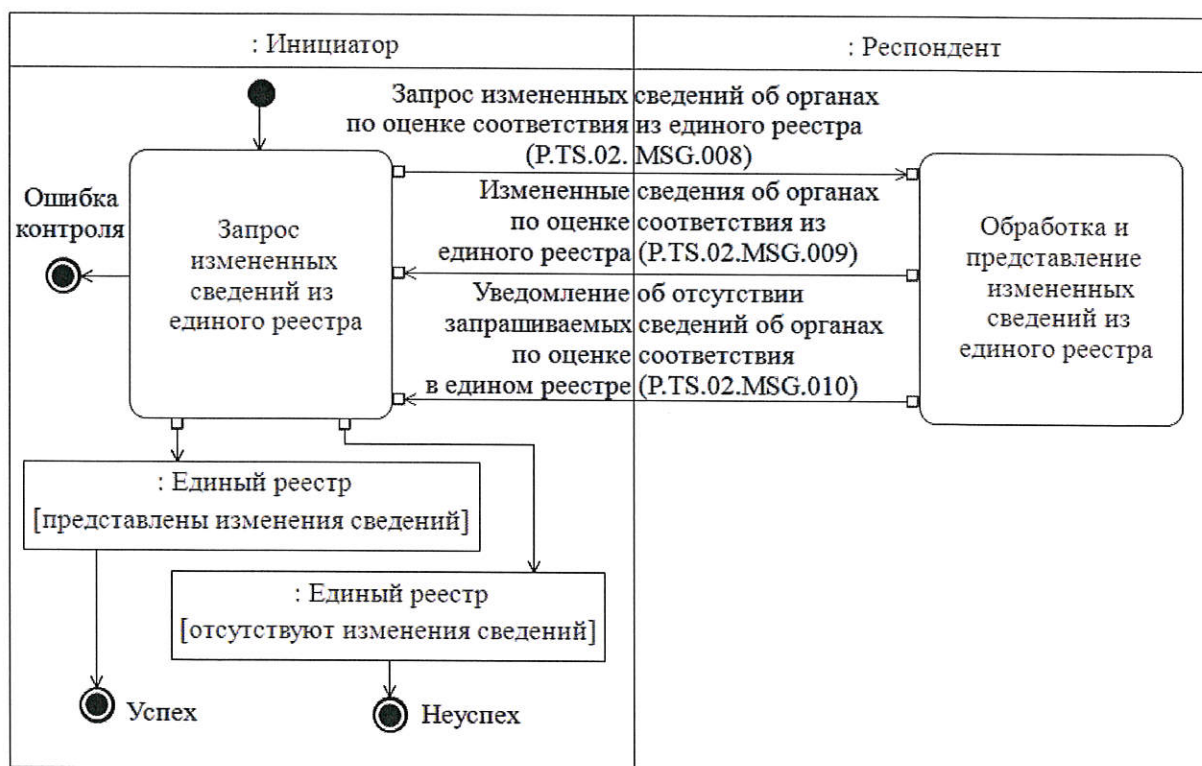 : Инициатор
: Респондент
Запрос измененных сведений об органах
по оценке соответствия из единого реестра
(P.TS.02. MSG.008)
Ошибка
контроля
Запрос
измененных
сведений из
единого реестра
Измененные сведения об органах
по оценке соответствия из
единого реестра (P.TS.02.MSG.009)
Уведомление об отсутствии
запрашиваемых сведений об органах
по оценке соответствия
в едином реестре (P.TS.02.MSG.010)
Обработка и
представление
измененных
сведений из
единого реестра
: Единый реестр
[представлены изменения сведений]
: Единый реестр
[отсутствуют изменения сведений]
Успех
Неуспех